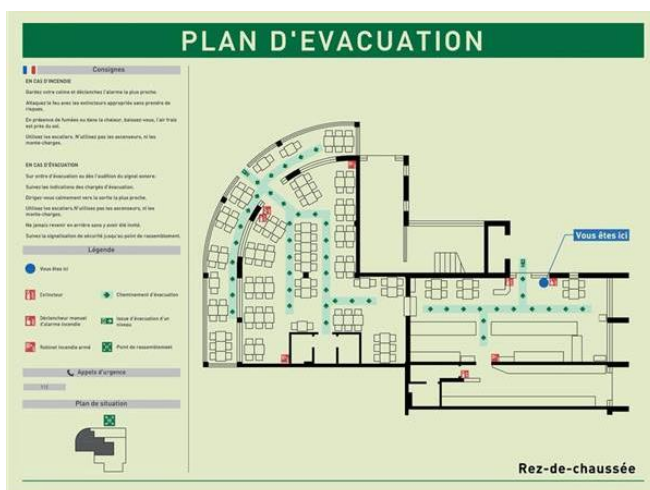 PLAN D'EVACUATION
Consignes
EN CAS D'INCENDIE
Gardez votre calme et déclenchez l'alarme la plus proche.
Attaquez le feu avec les extincteurs appropriés sans prendre de
risques.
En présence de fumées ou dans la chaleur, baissez-vous, l'air frais
est près du sol.
Utilisez les escaliers. N'utilisez pas les ascenseurs, ni les
monte-charges.
EN CAS D'ÉVACUATION
Sur ordre d'évacuation ou dès l'audition du signal sonore:
Suivez les indications des chargés d'évacuation.
Dirigez-vous calmement vers la sortie la plus proche.
Utilisez les escaliers. N'utilisez pas les ascenseurs, ni les
monte-charges.
Ne jamais revenir en arrière sans y avoir été invité.
Suivez la signalisation de sécurité jusqu'au point de rassemblement.
Légende
Vous êtes ici
Extincteur
Cheminement d'évacuation
Déclencheur manuel
d'alarme incendie
Issue d'évacuation d'un
niveau
Robinet incendie armé
Point de rassemblement
Appels d'urgence
112
Plan de situation
Vous êtes ici
Rez-de-chaussée